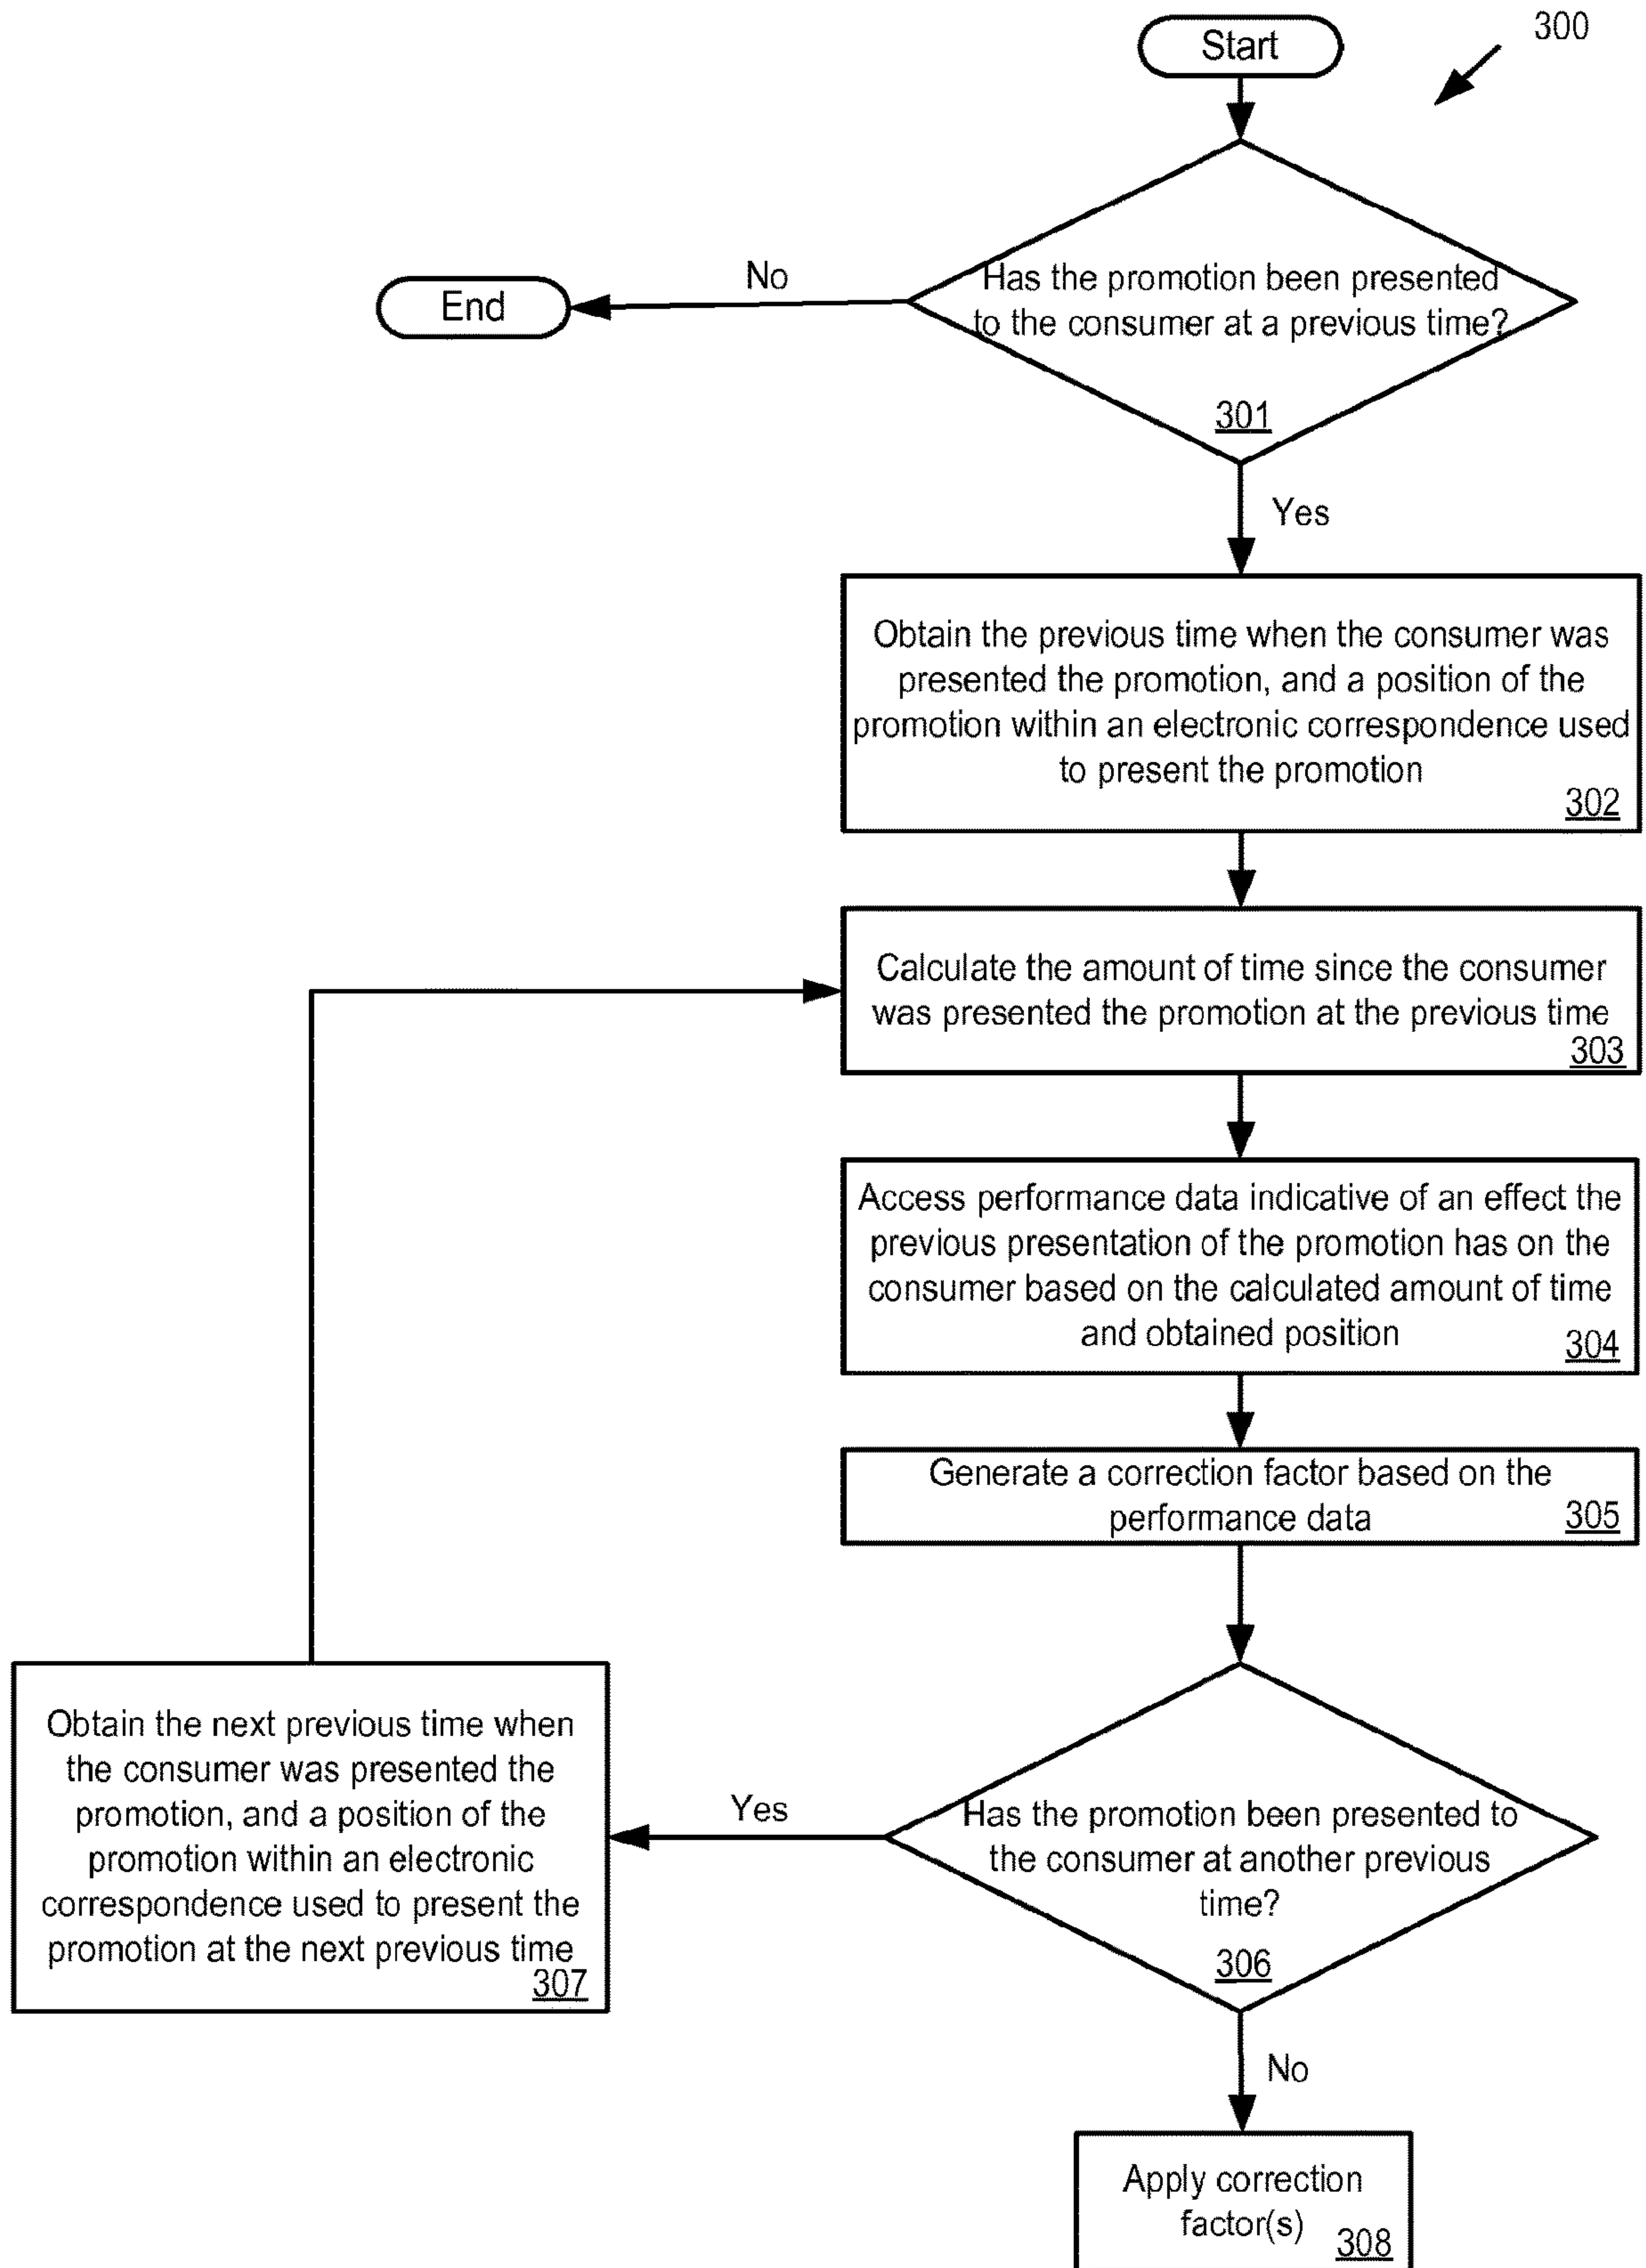 300
Start
Has the promotion been presented
to the consumer at a previous time?
301
No
End
Yes
Obtain the previous time when the consumer was
presented the promotion, and a position of the
promotion within an electronic correspondence used
to present the promotion
302
Calculate the amount of time since the consumer
was presented the promotion at the previous time
303
Access performance data indicative of an effect the
previous presentation of the promotion has on the
consumer based on the calculated amount of time
and obtained position
304
Generate a correction factor based on the
performance data
305
Has the promotion been presented to
the consumer at another previous
time?
306
Yes
Obtain the next previous time when
the consumer was presented the
promotion, and a position of the
promotion within an electronic
correspondence used to present the
promotion at the next previous time
307
No
Apply correction
factor(s)
308